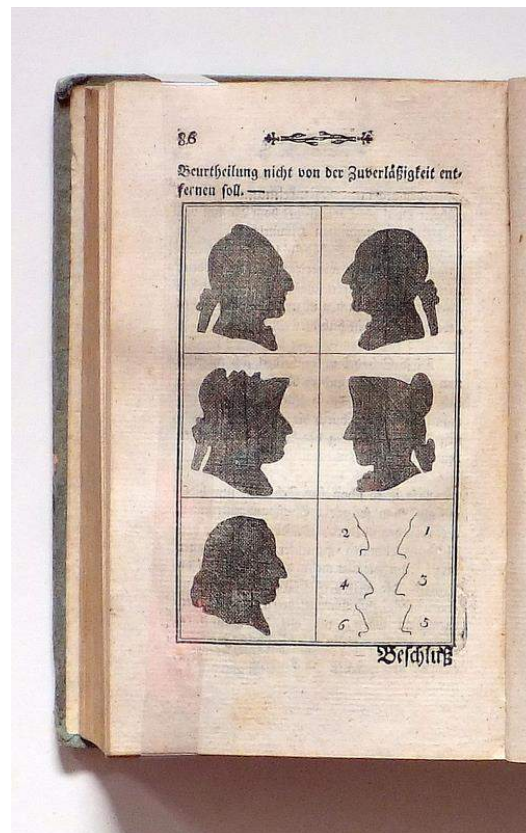 86
Beurtheilung nicht von der Zuverläßigkeit ent-
fernen soll. —
2 1
4 3
6 5
Beschluß